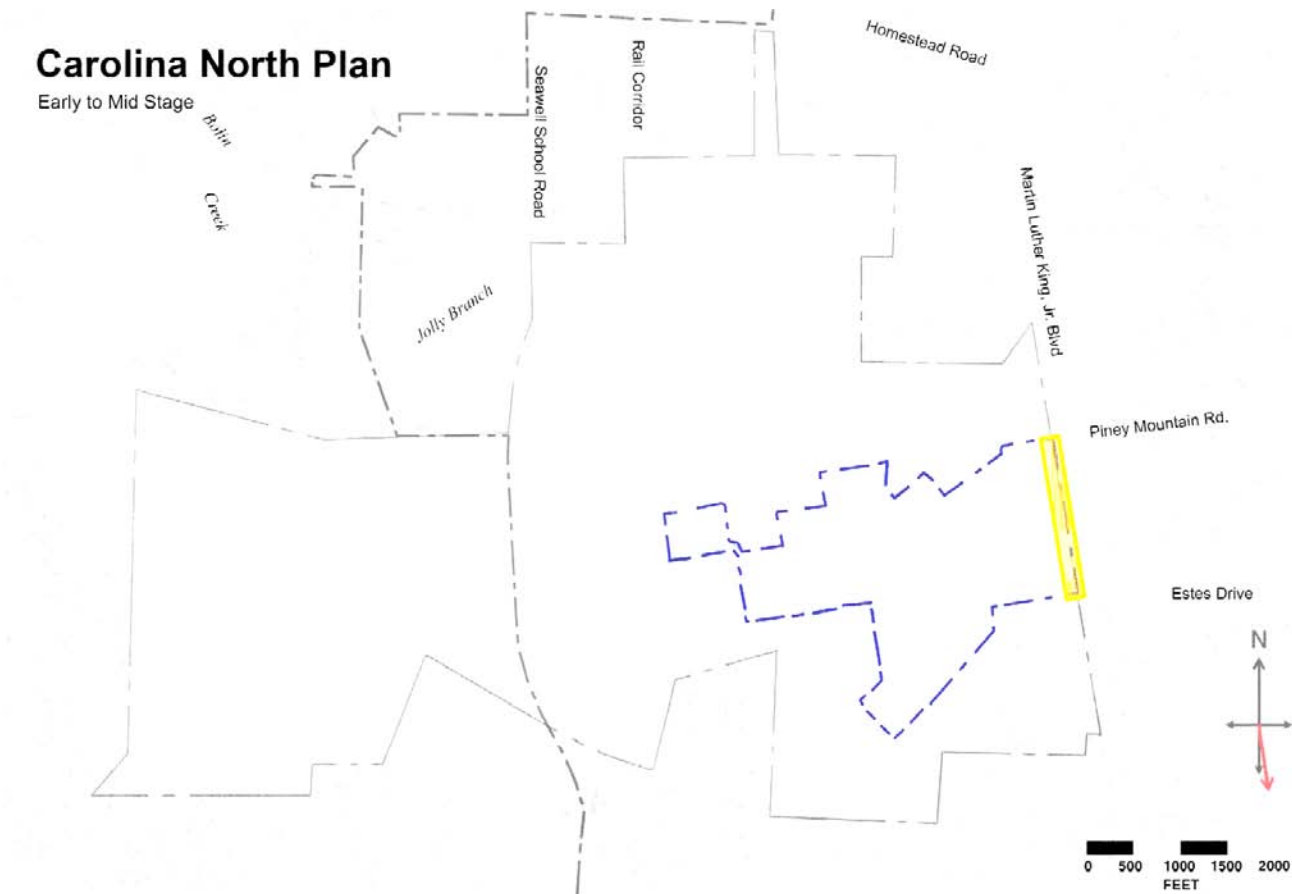 Carolina North Plan
Early to Mid Stage
Homestead Road
Rail Corridor
Seawell School Road
Bolin
Creek
Martin Luther King, Jr. Blvd
Jolly Branch
Piney Mountain Rd.
Estes Drive
N
0 500 1000 1500 2000
FEET